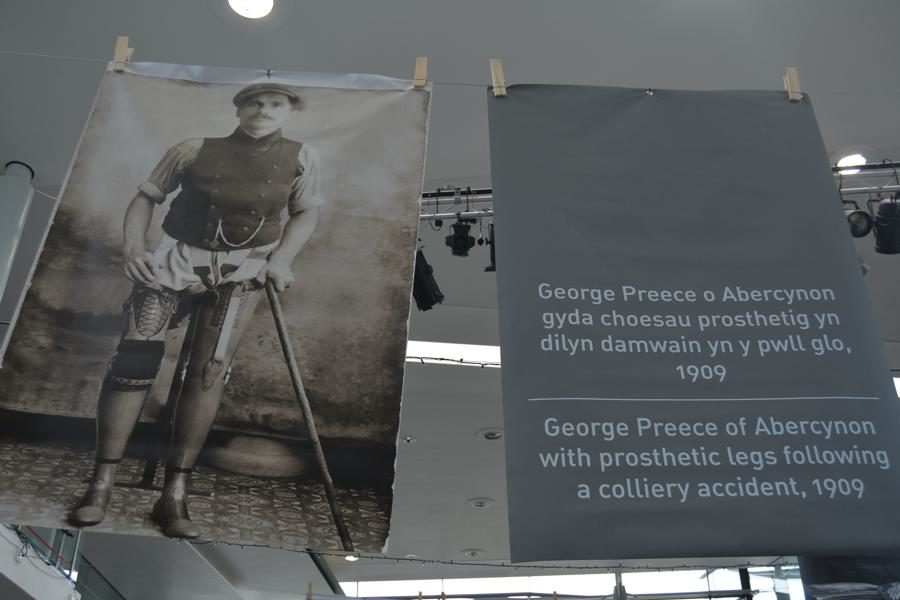 George Preece o Abercynon
gyda choesau prosthetig yn
dilyn damwain yn y pwll glo,
1909
George Preece of Abercynon
with prosthetic legs following
a colliery accident, 1909